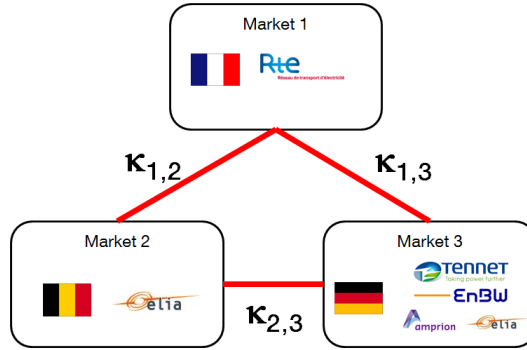 Market 1
Rte
Réseau de transport d'électricité
κ1,2
κ1,3
Market 2
elia
κ2,3
Market 3
TENNET
Taking power further
EnBW
Amprion
elia